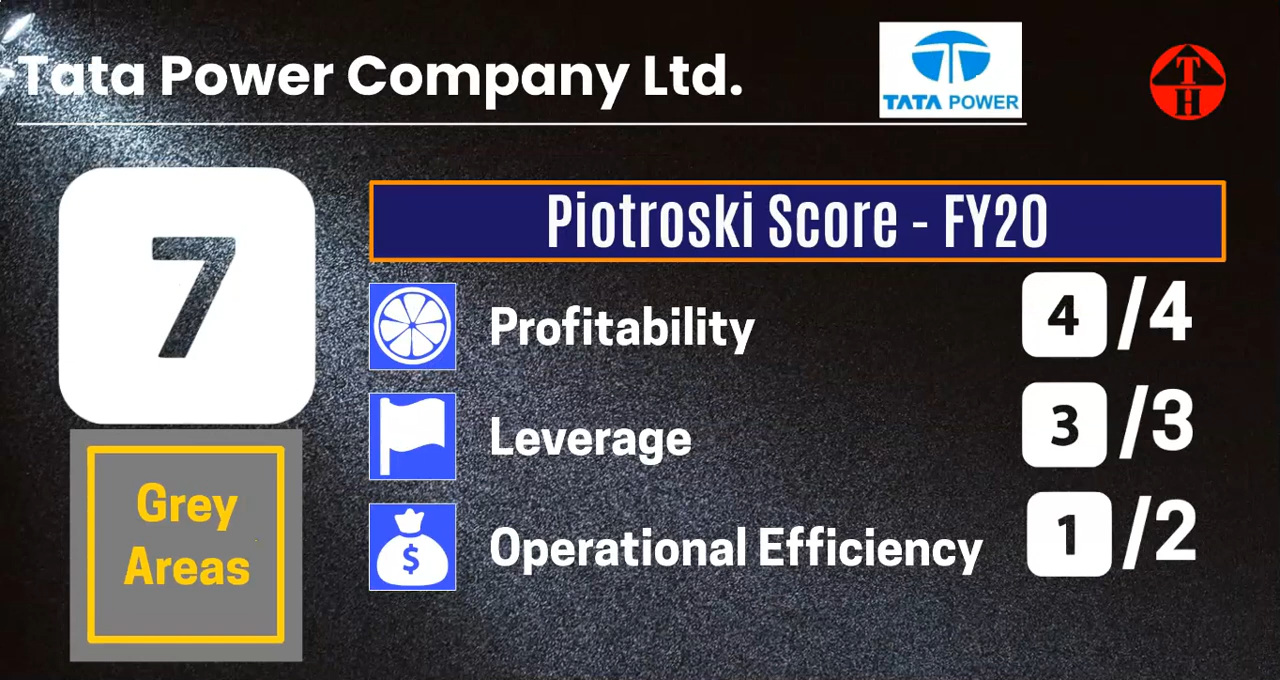 Tata Power Company Ltd.
TATA POWER
T
H
7
Piotroski Score - FY20
Profitability
4 /4
Leverage
3 /3
Operational Efficiency
1 /2
Grey
Areas
$